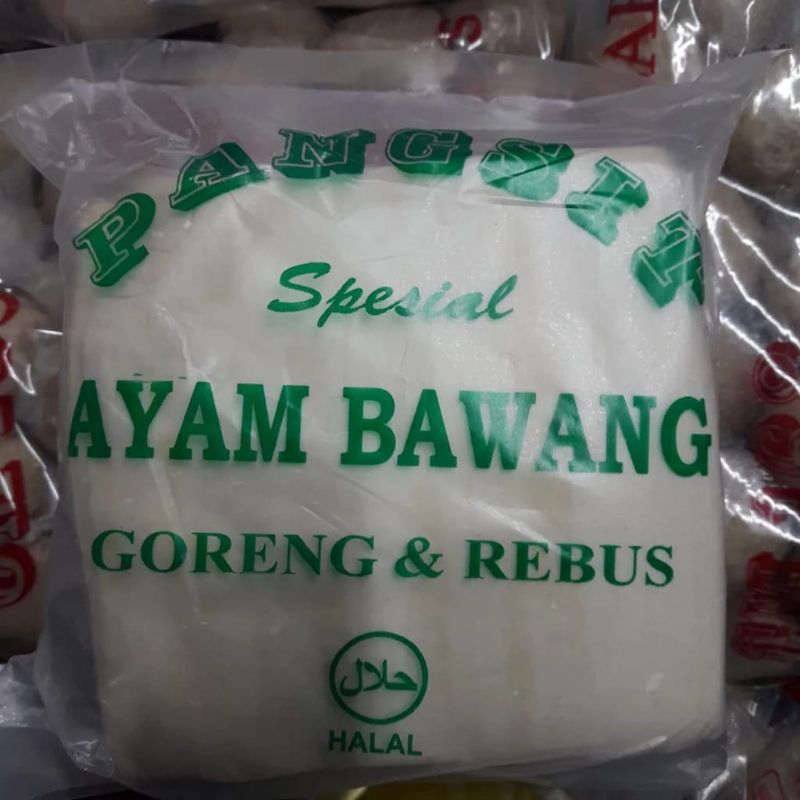 PANGSIT
Spesial
AYAM BAWANG
GORENG & REBUS
حلال
HALAL